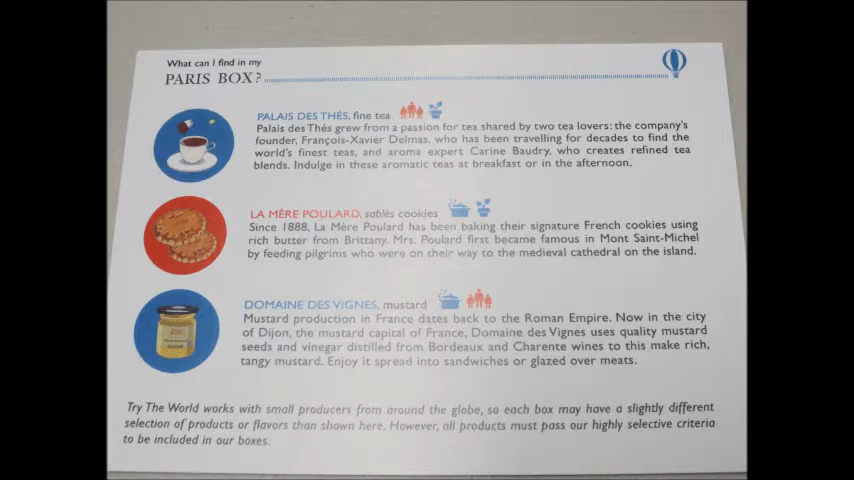 What can I find in my
PARIS BOX?
PALAIS DES THÉS, fine tea
Palais des Thés grew from a passion for tea shared by two tea lovers: the company's
founder, François-Xavier Delmas, who has been travelling for decades to find the
world's finest teas, and aroma expert Carine Baudry, who creates refined tea
blends. Indulge in these aromatic teas at breakfast or in the afternoon.
LA MÈRE POULARD, sablès cookies
Since 1888, La Mère Poulard has been baking their signature French cookies using
rich butter from Brittany. Mrs. Poulard first became famous in Mont Saint-Michel
by feeding pilgrims who were on their way to the medieval cathedral on the island.
DOMAINE DES VIGNES, mustard
Mustard production in France dates back to the Roman Empire. Now in the city
of Dijon, the mustard capital of France, Domaine des Vignes uses quality mustard
seeds and vinegar distilled from Bordeaux and Charente wines to this make rich,
tangy mustard. Enjoy it spread into sandwiches or glazed over meats.
Try The World works with small producers from around the globe, so each box may have a slightly different
selection of products or flavors than shown here. However, all products must pass our highly selective criteria
to be included in our boxes.